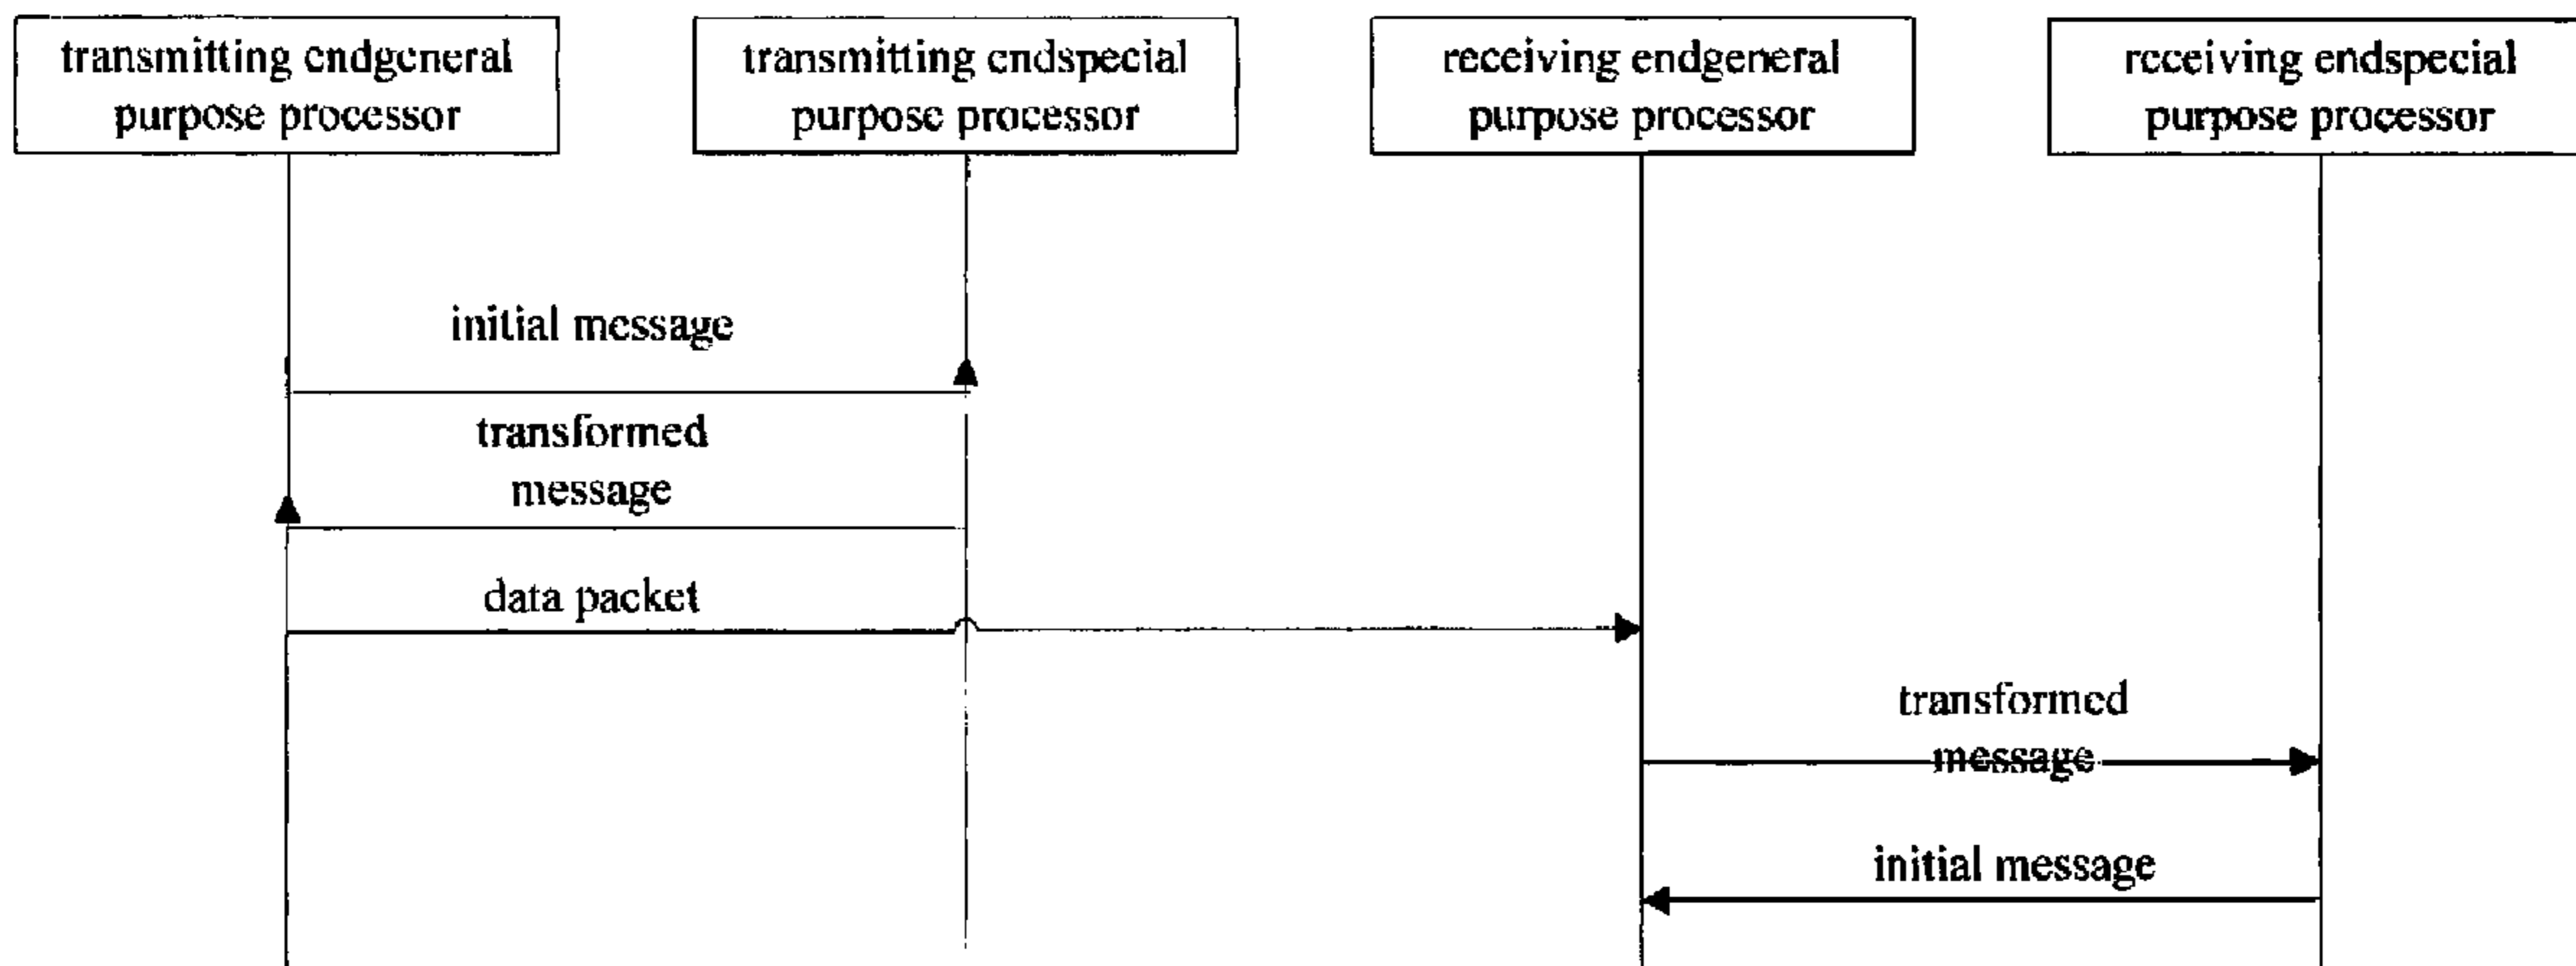 transmitting endgeneral
purpose processor
transmitting endspecial
purpose processor
receiving endgeneral
purpose processor
receiving endspecial
purpose processor
initial message
transformed
message
data packet
transformed
message
initial message